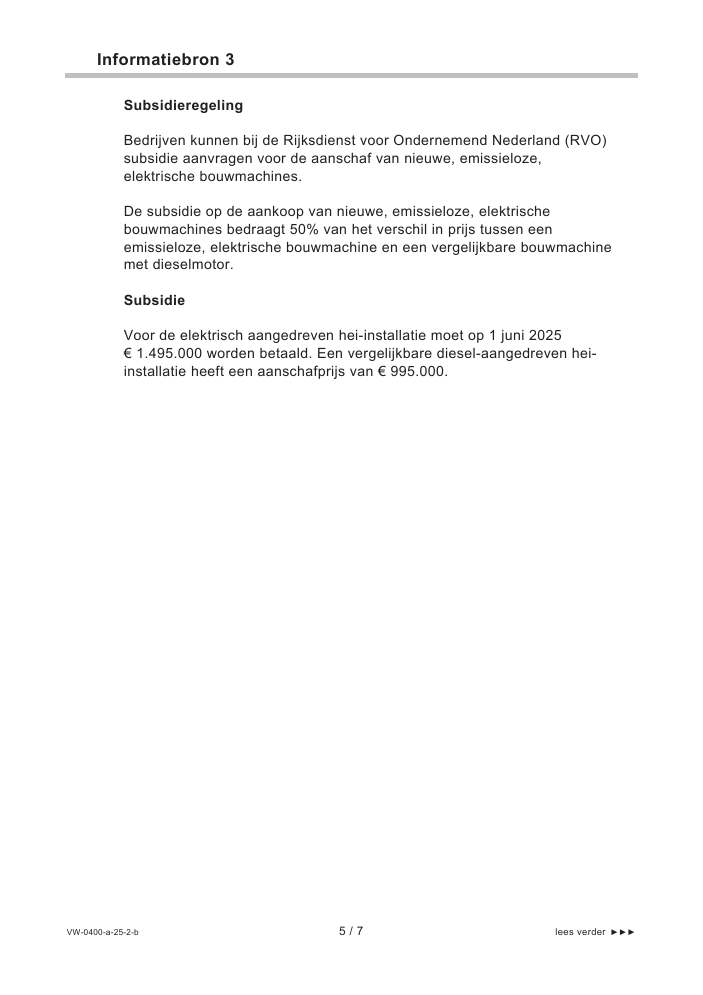 Informatiebron 3
Subsidieregeling
Bedrijven kunnen bij de Rijksdienst voor Ondernemend Nederland (RVO)
subsidie aanvragen voor de aanschaf van nieuwe, emissieloze,
elektrische bouwmachines.
De subsidie op de aankoop van nieuwe, emissieloze, elektrische
bouwmachines bedraagt 50% van het verschil in prijs tussen een
emissieloze, elektrische bouwmachine en een vergelijkbare bouwmachine
met dieselmotor.
Subsidie
Voor de elektrisch aangedreven hei-installatie moet op 1 juni 2025
€ 1.495.000 worden betaald. Een vergelijkbare diesel-aangedreven hei-
installatie heeft een aanschafprijs van € 995.000.
VW-0400-a-25-2-b
5 / 7
lees verder ►►►